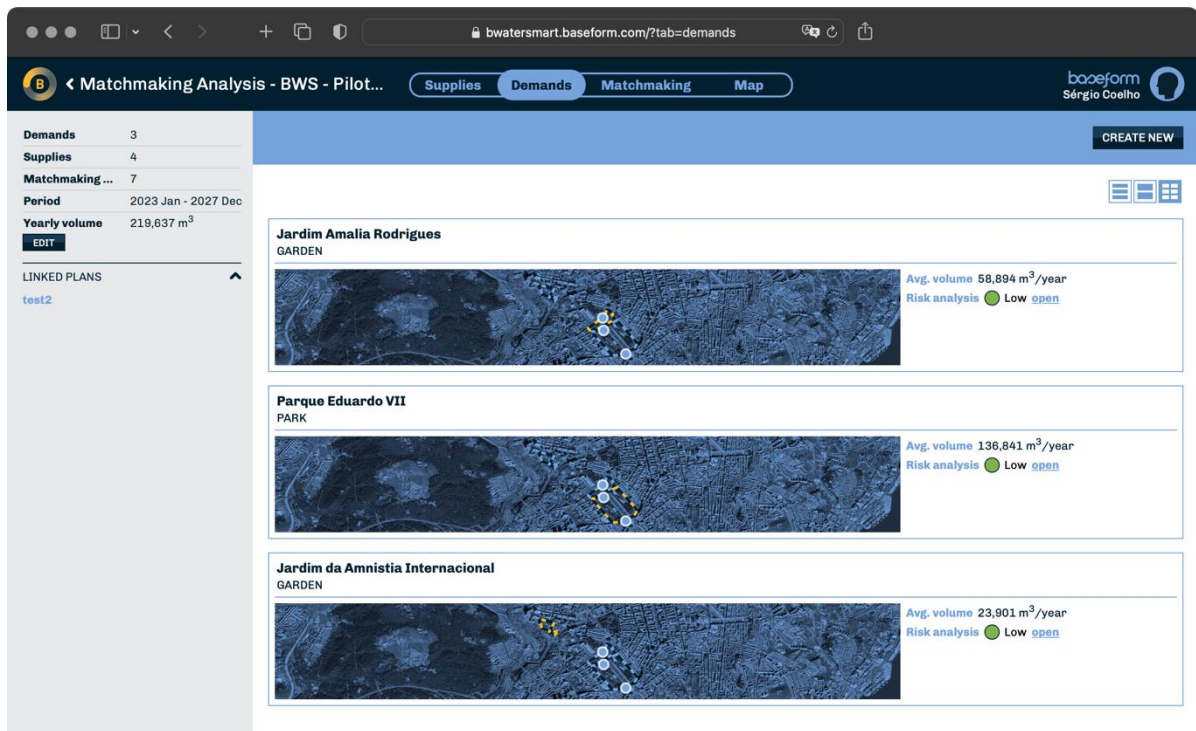 bwatersmart.baseform.com/?tab=demands
B
Matchmaking Analysis - BWS - Pilot...
Supplies
Demands
Matchmaking
Map
baseform
Sérgio Coelho
Demands 3
Supplies 4
Matchmaking ... 7
Period 2023 Jan - 2027 Dec
Yearly volume 219,637 m³
EDIT
LINKED PLANS
test2
CREATE NEW
Jardim Amalia Rodrigues
GARDEN
Avg. volume 58,894 m³/year
Risk analysis Low open
Parque Eduardo VII
PARK
Avg. volume 136,841 m³/year
Risk analysis Low open
Jardim da Amnistia Internacional
GARDEN
Avg. volume 23,901 m³/year
Risk analysis Low open